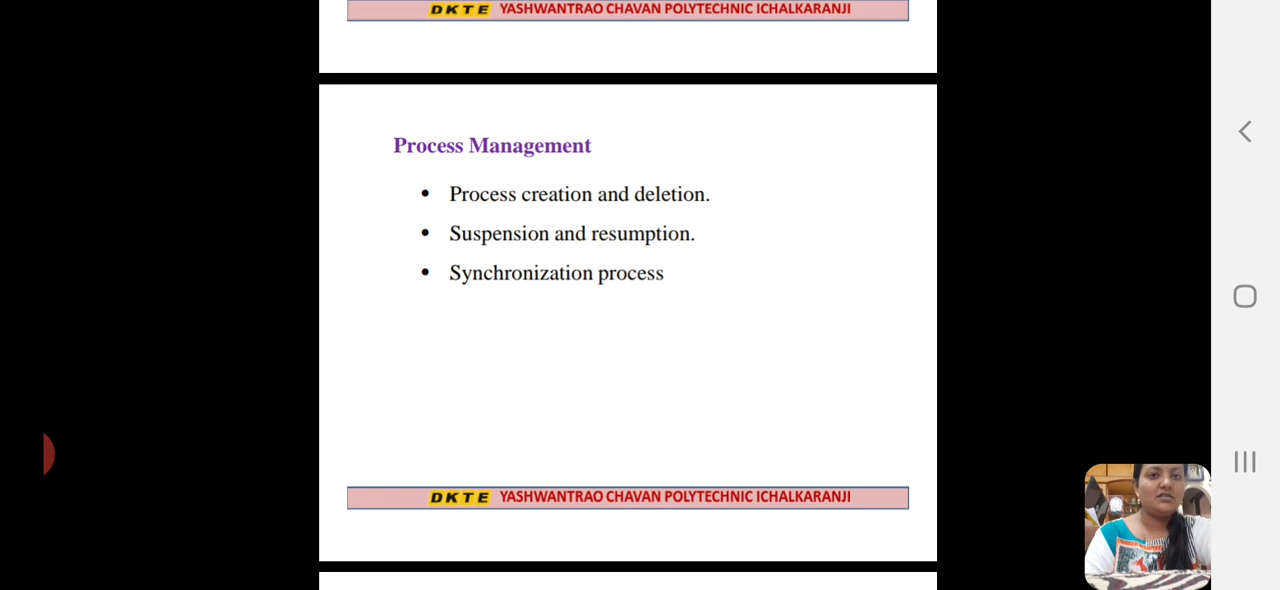 DKTE YASHWANTRAO CHAVAN POLYTECHNIC ICHALKARANJI
Process Management
• Process creation and deletion.
• Suspension and resumption.
• Synchronization process
DKTE YASHWANTRAO CHAVAN POLYTECHNIC ICHALKARANJI